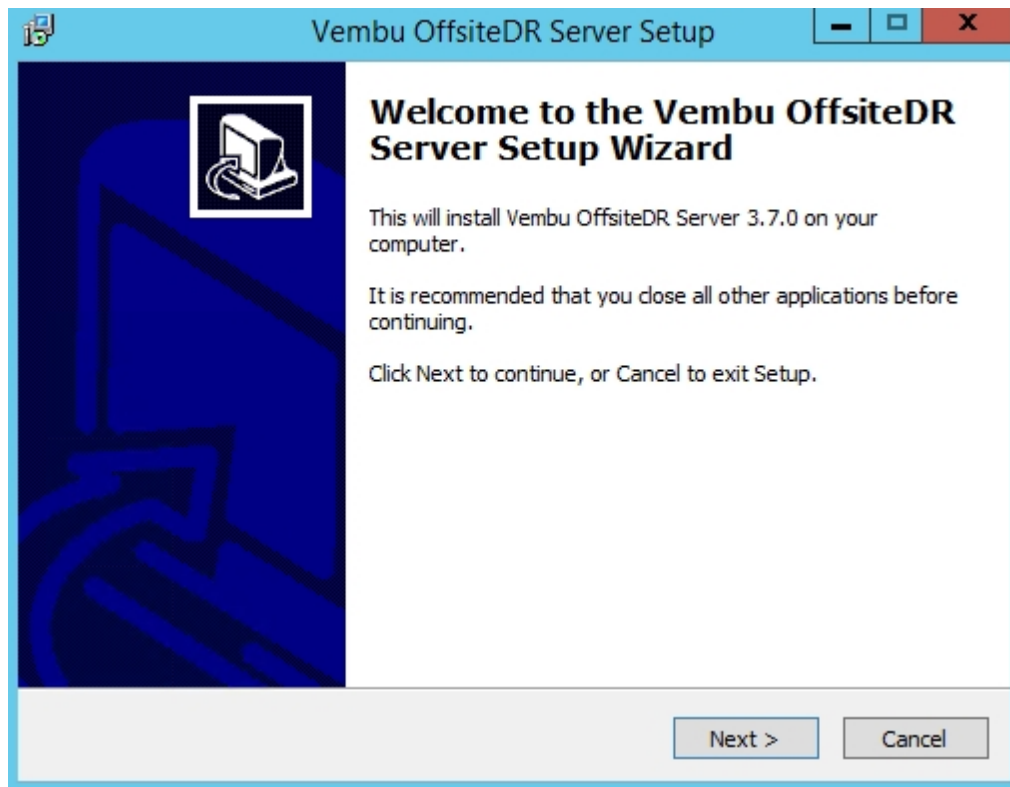 Vembu OffsiteDR Server Setup
Welcome to the Vembu OffsiteDR
Server Setup Wizard
This will install Vembu OffsiteDR Server 3.7.0 on your
computer.
It is recommended that you close all other applications before
continuing.
Click Next to continue, or Cancel to exit Setup.
Next >
Cancel